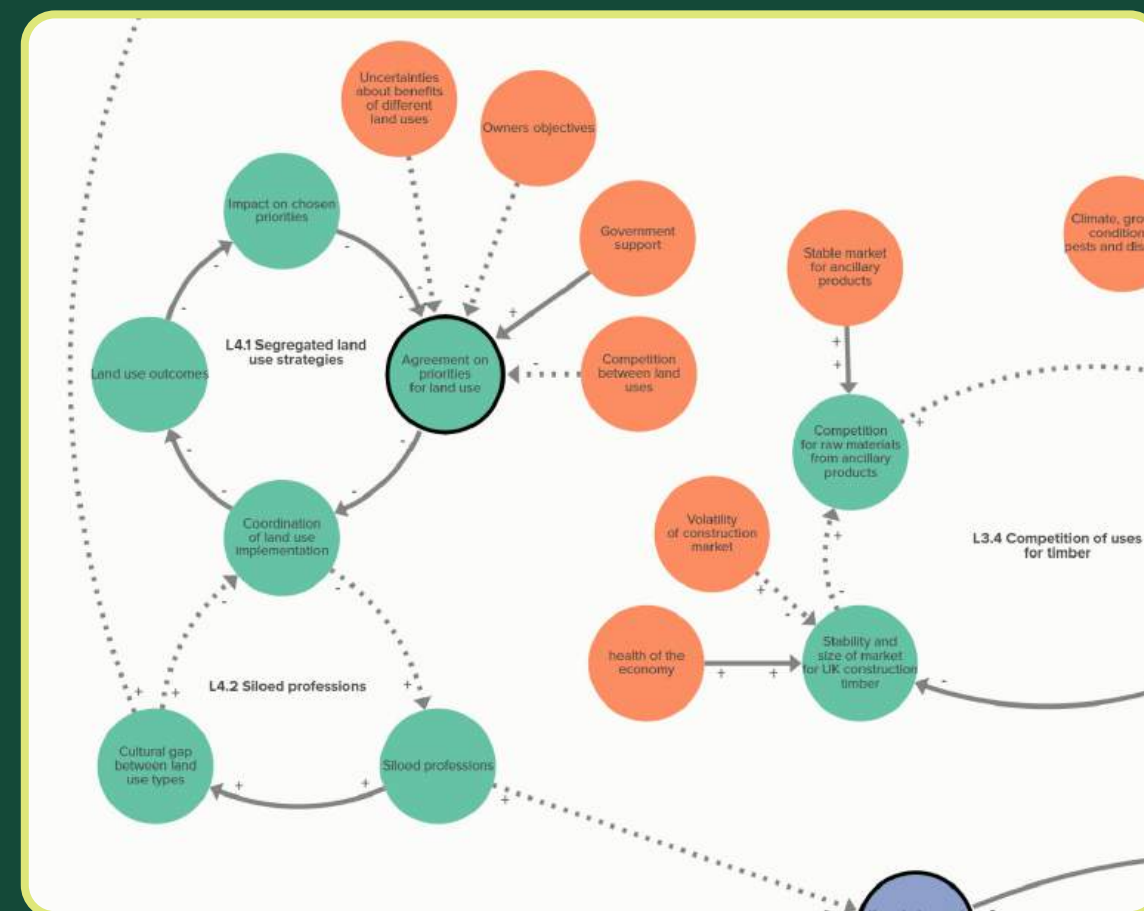 Uncertainties
about benefits
of different
land uses
Owners objectives
Impact on chosen
priorities
Government
support
Stable market
for ancillary
products
Climate,
condition
pests and
L4.1 Segregated land
use strategies
Land use outcomes
Agreement on
priorities
for land use
Competition
between land
uses
Competition
for raw materials
from ancillary
products
Coordination
of land use
implementation
Volatility
of construction
market
L3.4 Competition of uses
for timber
health of the
economy
Stability and
size of market
for UK construction
timber
L4.2 Siloed professions
Cultural gap
between land
use types
Siloed professions